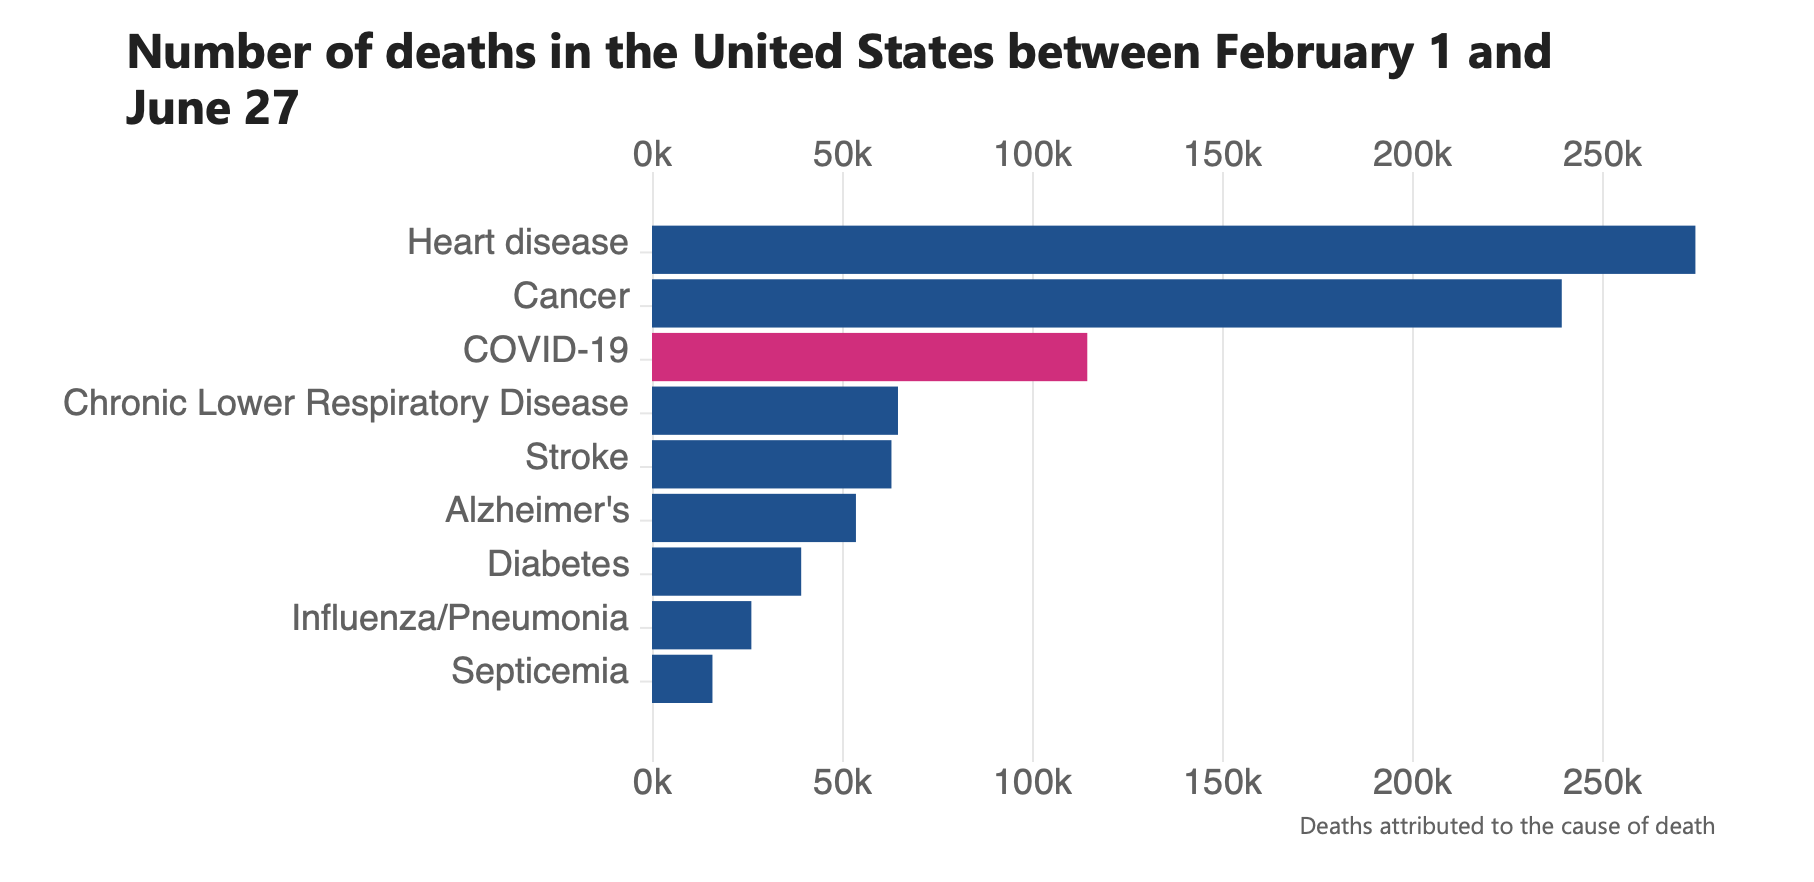 Number of deaths in the United States between February 1 and
June 27
0k 50k 100k 150k 200k 250k
Heart disease
Cancer
COVID-19
Chronic Lower Respiratory Disease
Stroke
Alzheimer's
Diabetes
Influenza/Pneumonia
Septicemia
0k 50k 100k 150k 200k 250k
Deaths attributed to the cause of death